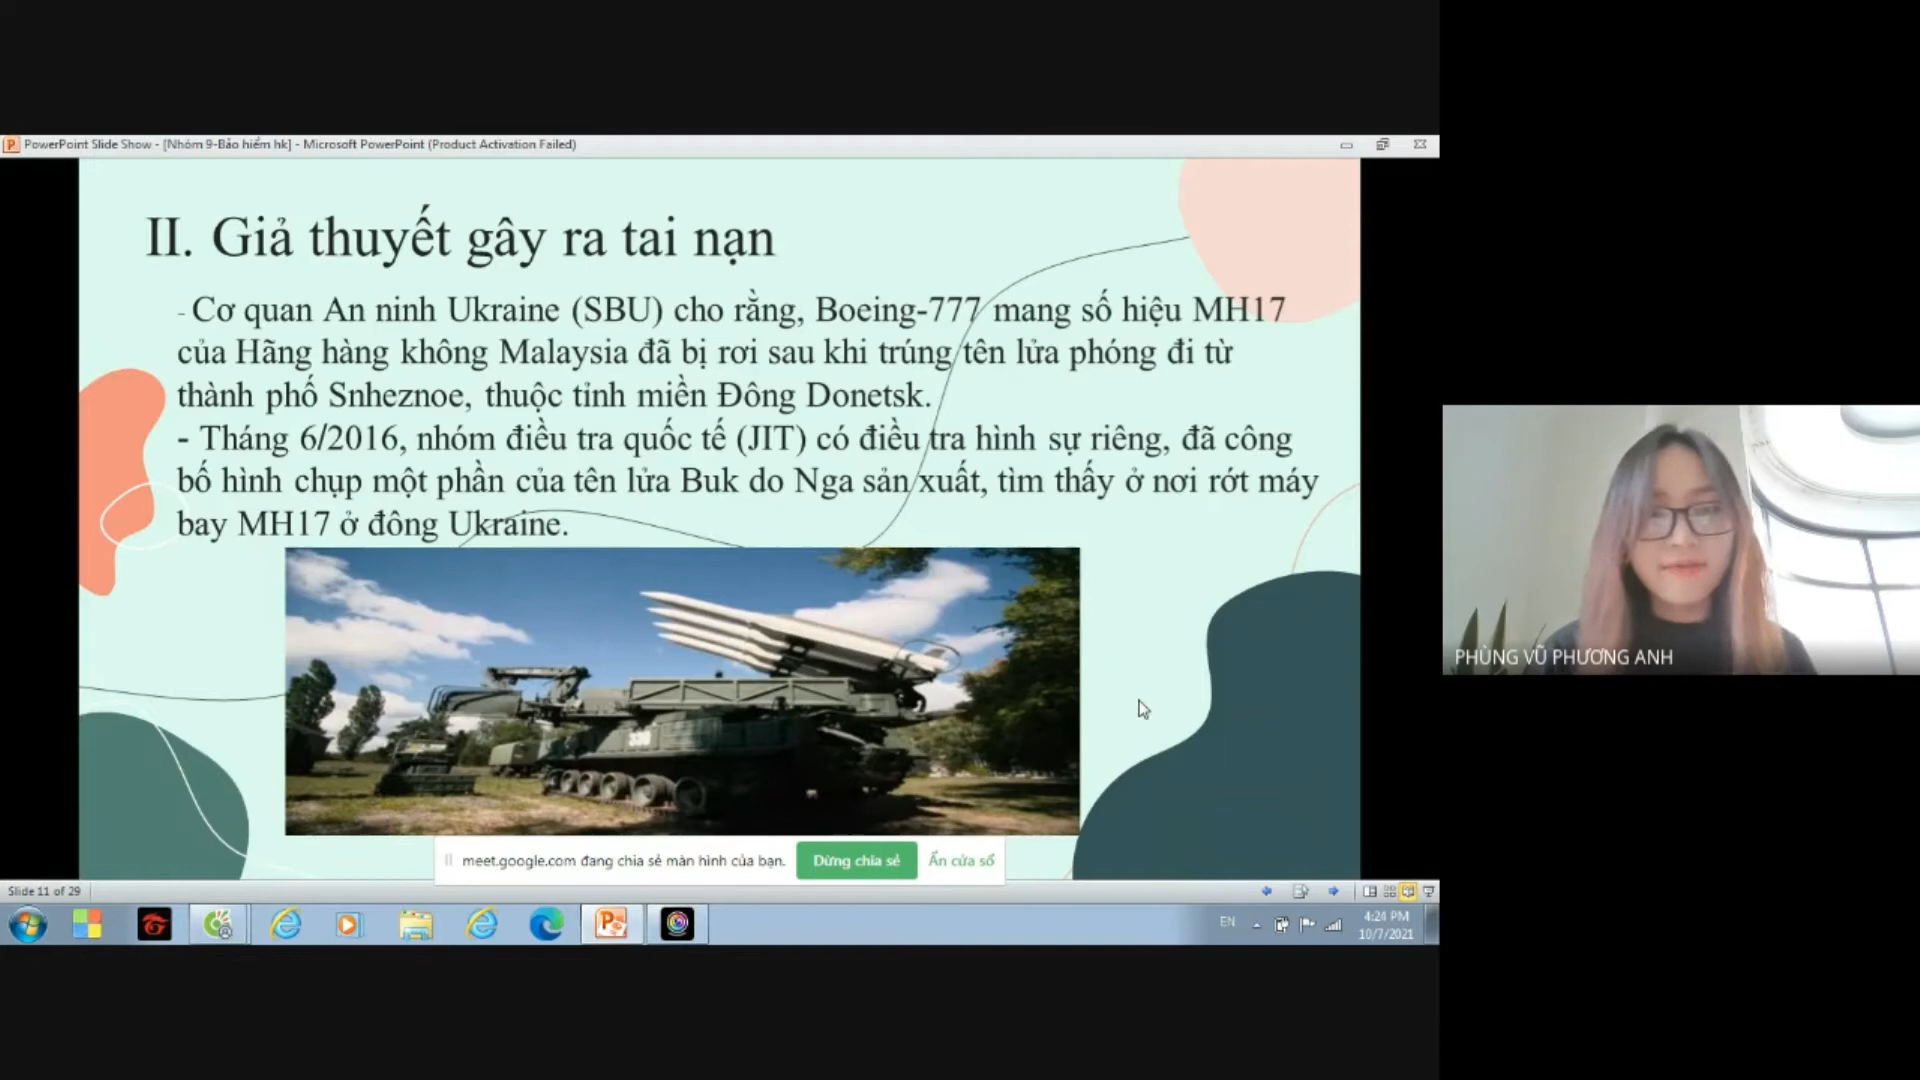 PowerPoint Slide Show - [Nhóm 9-Bảo hiểm hk] - Microsoft PowerPoint (Product Activation Failed)
II. Giả thuyết gây ra tai nạn
- Cơ quan An ninh Ukraine (SBU) cho rằng, Boeing-777 mang số hiệu MH17
của Hãng hàng không Malaysia đã bị rơi sau khi trúng tên lửa phóng đi từ
thành phố Snheznoe, thuộc tỉnh miền Đông Donetsk.
- Tháng 6/2016, nhóm điều tra quốc tế (JIT) có điều tra hình sự riêng, đã công
bố hình chụp một phần của tên lửa Buk do Nga sản xuất, tìm thấy ở nơi rớt máy
bay MH17 ở đông Ukraine.
PHÙNG VŨ PHƯƠNG ANH
meet.google.com đang chia sẻ màn hình của bạn.
Dừng chia sẻ
Ẩn cửa sổ
Slide 11 of 29
EN
4:24 PM
10/7/2021